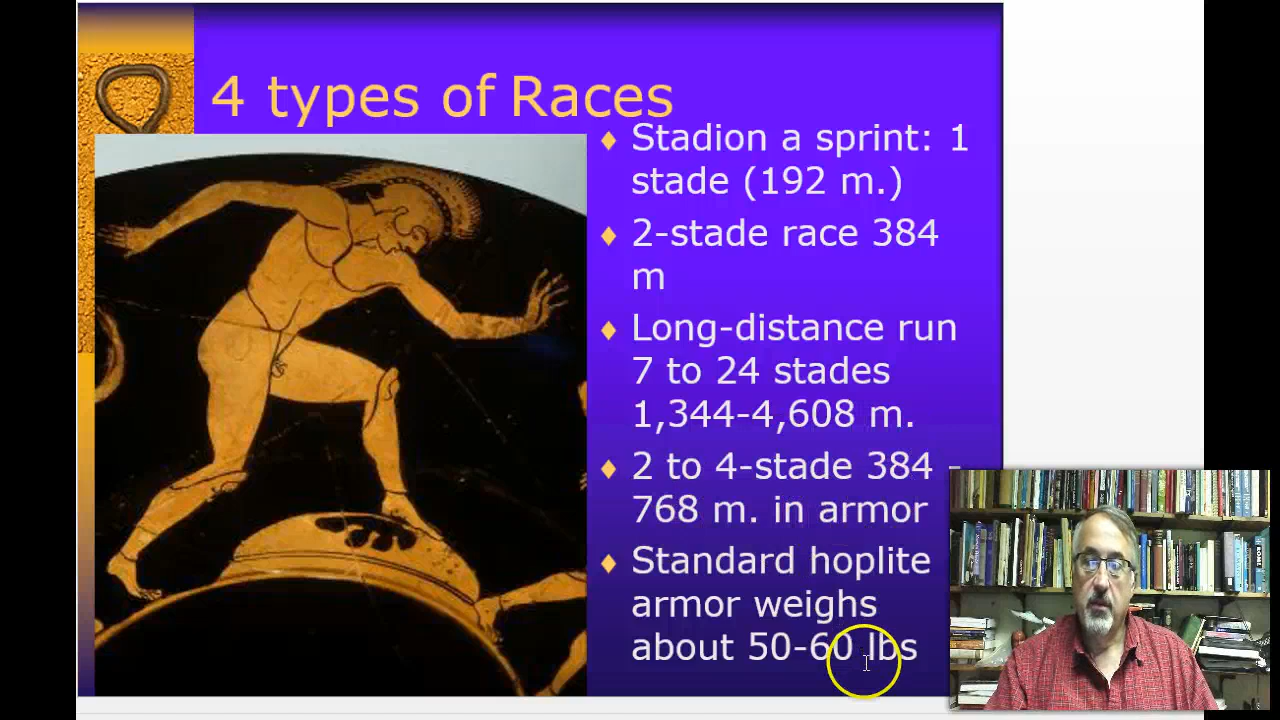 4 types of Races
Stadion a sprint: 1
stade (192 m.)
2-stade race 384
m
Long-distance run
7 to 24 stades
1,344-4,608 m.
2 to 4-stade 384 -
768 m. in armor
Standard hoplite
armor weighs
about 50-60 lbs